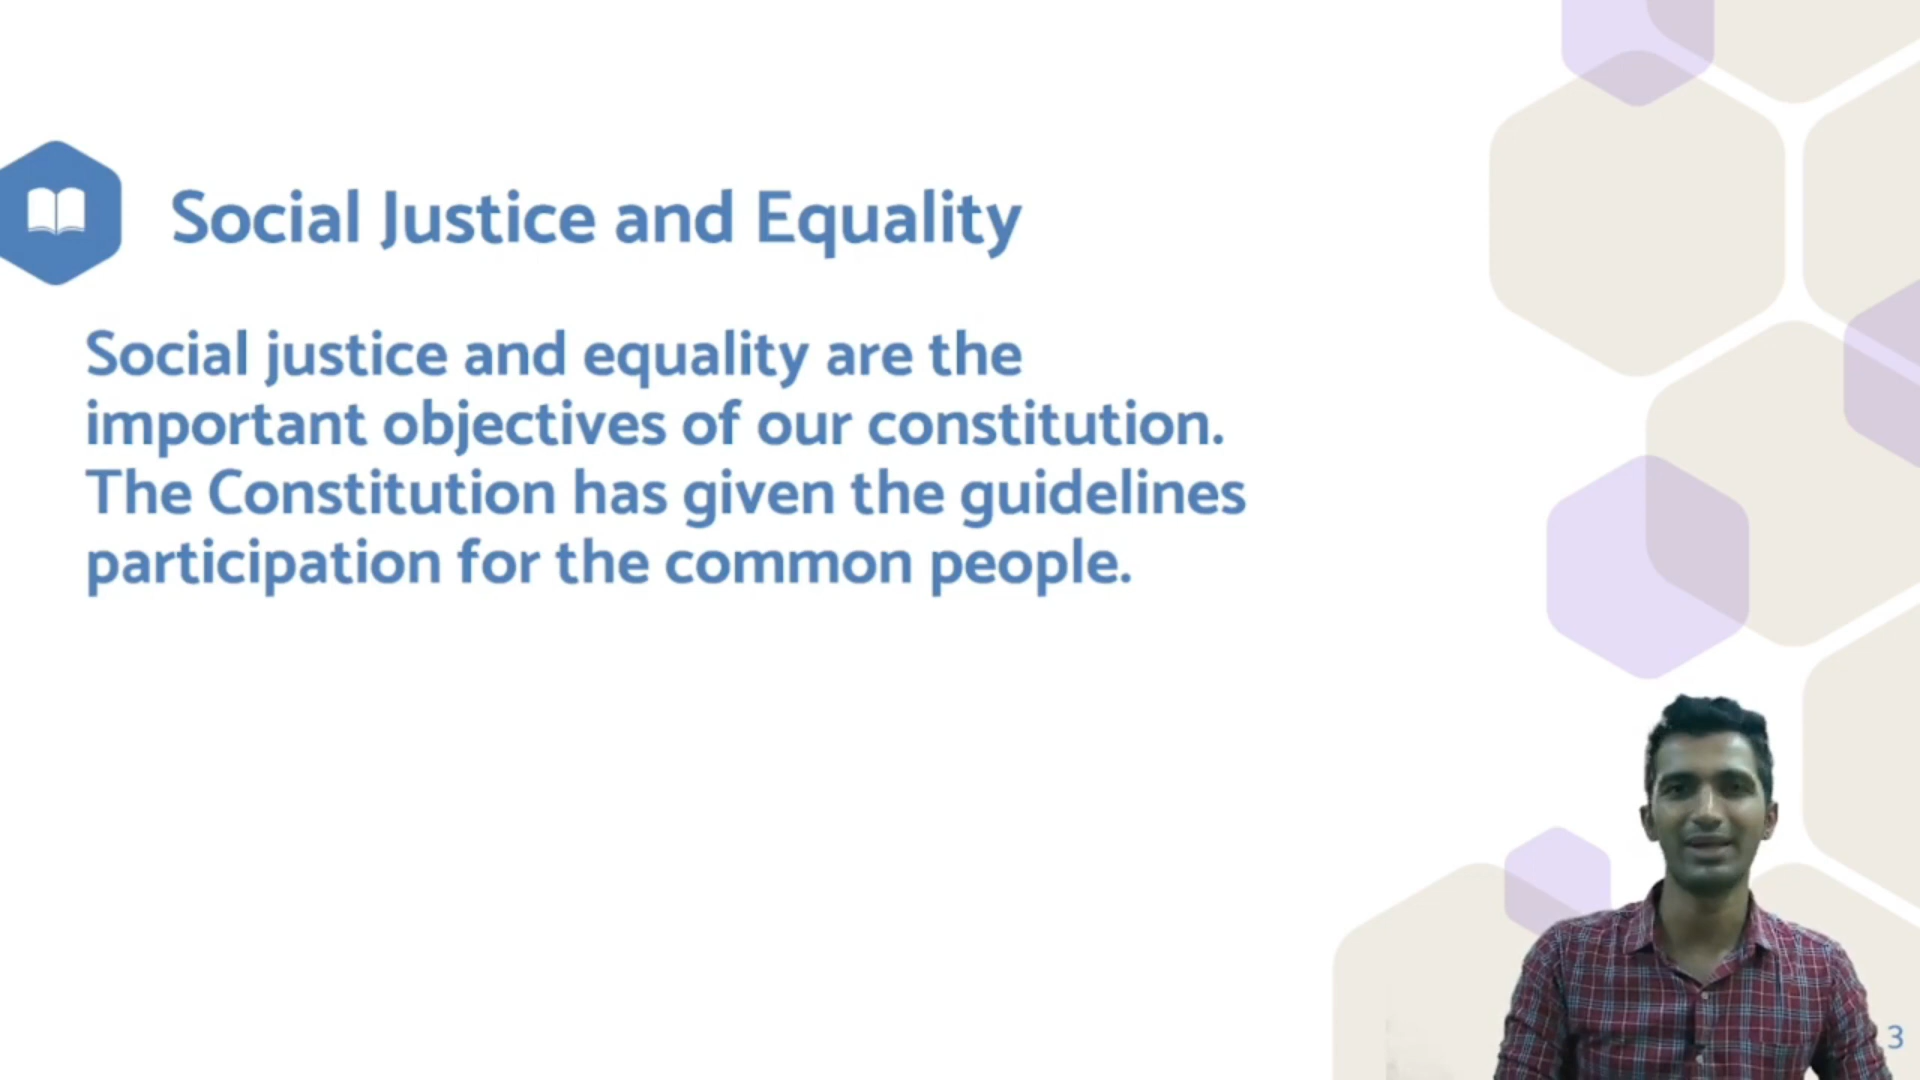 Social Justice and Equality
Social justice and equality are the
important objectives of our constitution.
The Constitution has given the guidelines
participation for the common people.
3